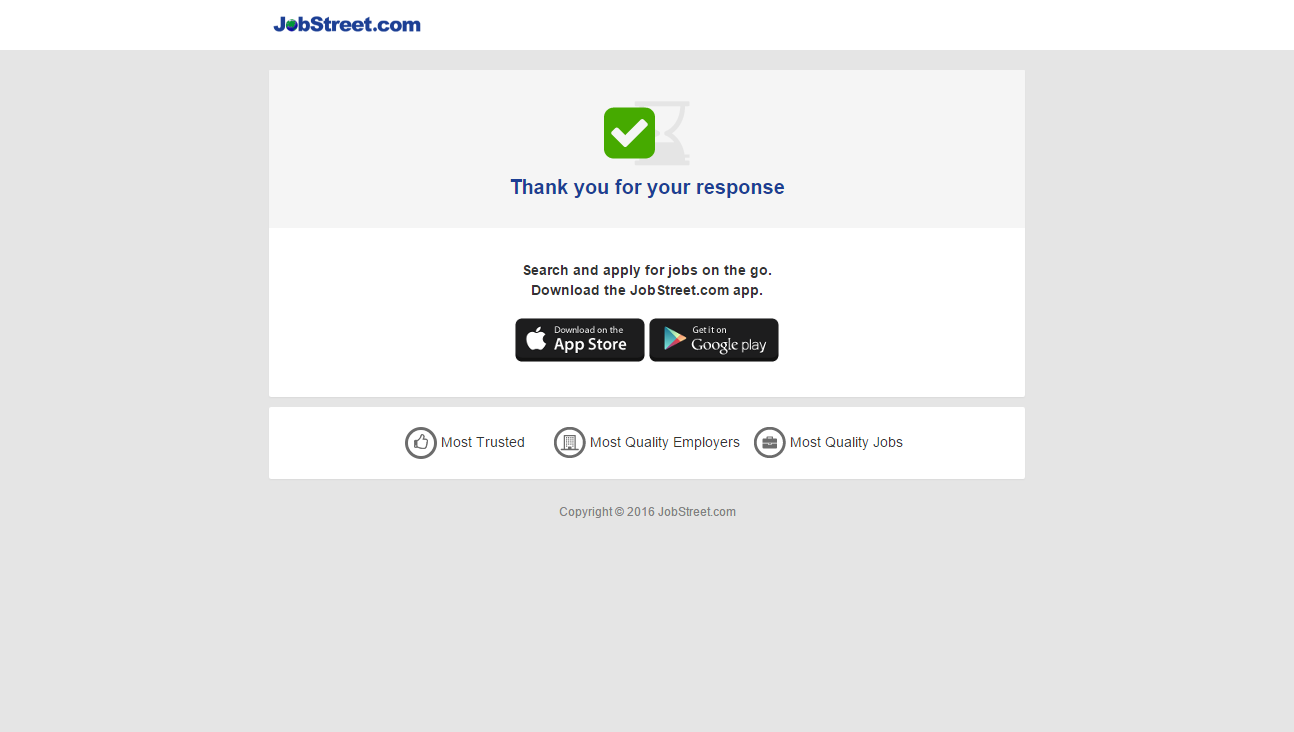 JobStreet.com
Thank you for your response
Search and apply for jobs on the go.
Download the JobStreet.com app.
Download on the
App Store
Get it on
Google play
Most Trusted
Most Quality Employers
Most Quality Jobs
Copyright © 2016 JobStreet.com